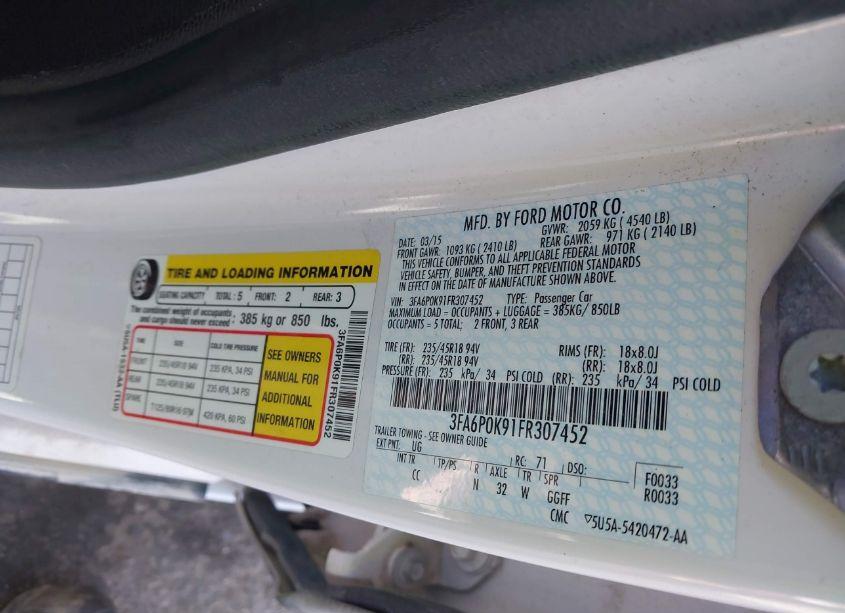 TIRE AND LOADING INFORMATION
SEATING CAPACITY TOTAL : 5 FRONT: 2 REAR: 3
The combined weight of occupants and cargo should never exceed : 385 kg or 850 lbs.
TIRE SIZE COLD TIRE PRESSURE
FRONT 235/45R18 94V 235 KPA, 34 PSI
REAR 235/45R18 94V 235 KPA, 34 PSI
SPARE T125/80R16 97M 420 KPA, 60 PSI
SEE OWNERS
MANUAL FOR
ADDITIONAL
INFORMATION
3FA6P0K91FR307452
MFD. BY FORD MOTOR CO.
DATE: 03/15 GVWR: 2059 KG ( 4540 LB)
FRONT GAWR: 1093 KG ( 2410 LB) REAR GAWR: 971 KG ( 2140 LB)
THIS VEHICLE CONFORMS TO ALL APPLICABLE FEDERAL MOTOR
VEHICLE SAFETY, BUMPER, AND THEFT PREVENTION STANDARDS
IN EFFECT ON THE DATE OF MANUFACTURE SHOWN ABOVE.
VIN: 3FA6P0K91FR307452 TYPE: Passenger Car
MAXIMUM LOAD = OCCUPANTS + LUGGAGE = 385KG/ 850LB
OCCUPANTS = 5 TOTAL: 2 FRONT, 3 REAR
TIRE (FR): 235/45R18 94V RIMS (FR): 18x8.0J
(RR): 235/45R18 94V (RR): 18x8.0J
PRESSURE (FR): 235 kPa/ 34 PSI COLD (RR): 235 kPa/ 34 PSI COLD
3FA6P0K91FR307452
TRAILER TOWING - SEE OWNER GUIDE
EXT PNT: UG RC: 71 DSO: F0033
INT TR TP/PS R AXLE TR SPR R0033
CC N 32 W GGFF
CMC 5U5A-5420472-AA